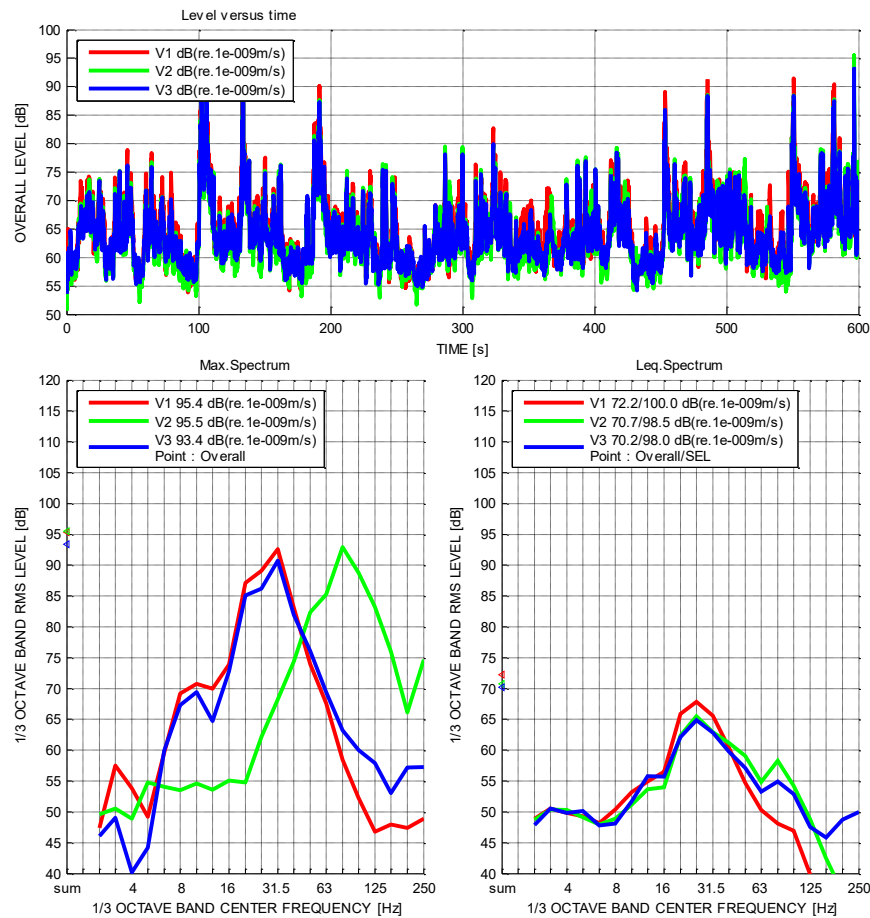 Level versus time
100
95
90
85
80
75
70
65
60
55
50
OVERALL LEVEL [dB]
V1 dB(re.1e-009m/s)
V2 dB(re.1e-009m/s)
V3 dB(re.1e-009m/s)
0 100 200 300 400 500 600
TIME [s]
Max.Spectrum
120
115
110
105
100
95
90
85
80
75
70
65
60
55
50
45
40
1/3 OCTAVE BAND RMS LEVEL [dB]
V1 95.4 dB(re.1e-009m/s)
V2 95.5 dB(re.1e-009m/s)
V3 93.4 dB(re.1e-009m/s)
Point : Overall
sum 4 8 16 31.5 63 125 250
1/3 OCTAVE BAND CENTER FREQUENCY [Hz]
Leq.Spectrum
120
115
110
105
100
95
90
85
80
75
70
65
60
55
50
45
40
1/3 OCTAVE BAND RMS LEVEL [dB]
V1 72.2/100.0 dB(re.1e-009m/s)
V2 70.7/98.5 dB(re.1e-009m/s)
V3 70.2/98.0 dB(re.1e-009m/s)
Point : Overall/SEL
sum 4 8 16 31.5 63 125 250
1/3 OCTAVE BAND CENTER FREQUENCY [Hz]